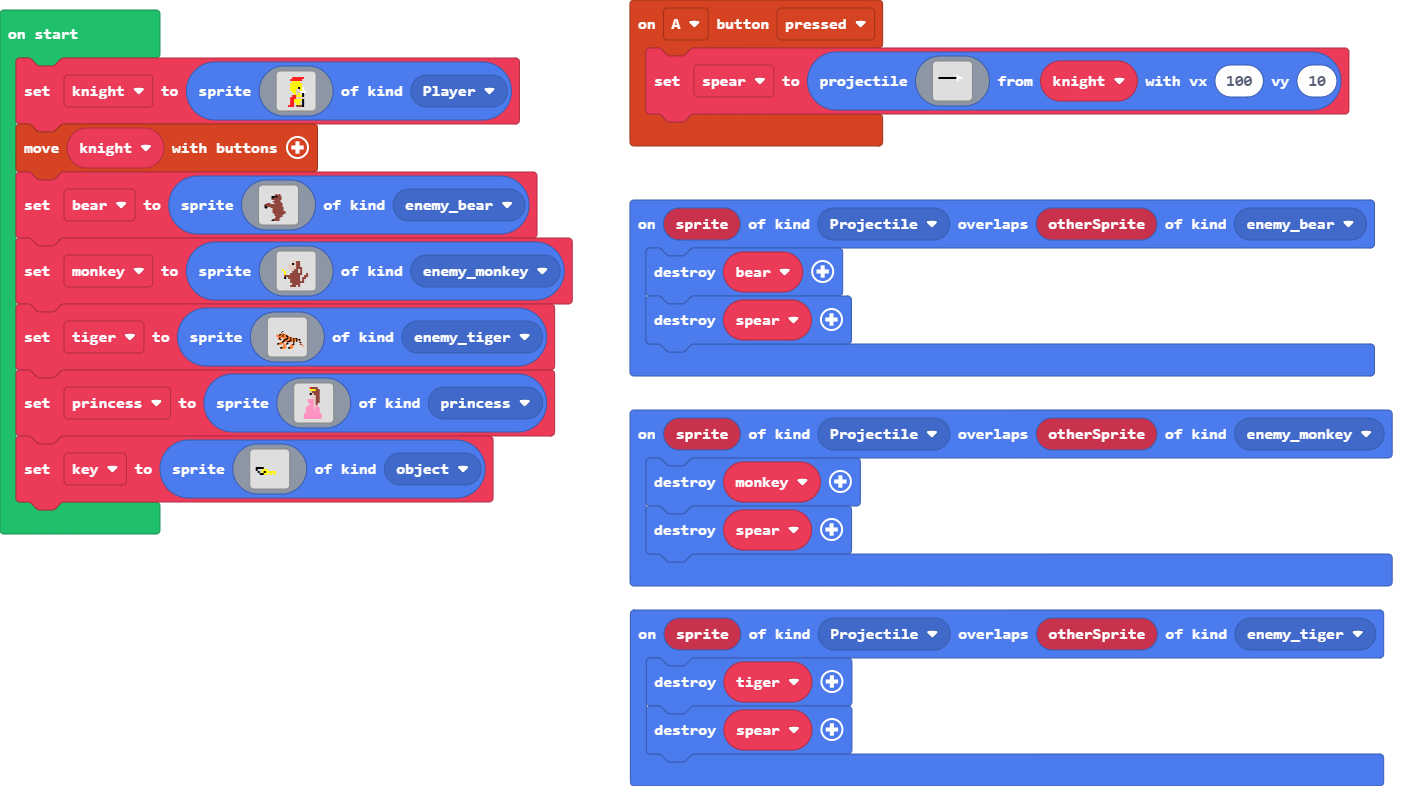 on start
set knight to sprite of kind Player
move knight with buttons
set bear to sprite of kind enemy_bear
set monkey to sprite of kind enemy_monkey
set tiger to sprite of kind enemy_tiger
set princess to sprite of kind princess
set key to sprite of kind object
on A button pressed
set spear to projectile from knight with vx 100 vy 10
on sprite of kind Projectile overlaps otherSprite of kind enemy_bear
destroy bear
destroy spear
on sprite of kind Projectile overlaps otherSprite of kind enemy_monkey
destroy monkey
destroy spear
on sprite of kind Projectile overlaps otherSprite of kind enemy_tiger
destroy tiger
destroy spear